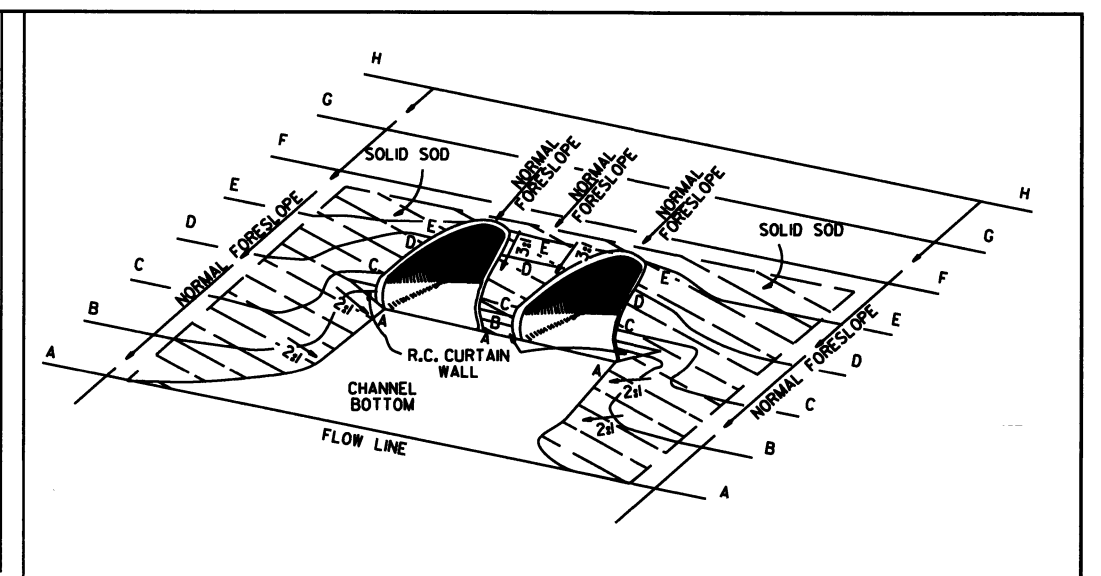 H
G
NORMAL
FORESLOPE
NORMAL
FORESLOPE
NORMAL
FORESLOPE
F
SOLID SOD
E
H
D
NORMAL FORESLOPE
E
D
3:1
E
D
3:1
SOLID SOD
G
C
C
E
F
B
2:1
A
C
B
A
D
C
E
A
2:1
R.C. CURTAIN
WALL
A
NORMAL FORESLOPE
D
CHANNEL
BOTTOM
2:1
C
FLOW LINE
2:1
B
A